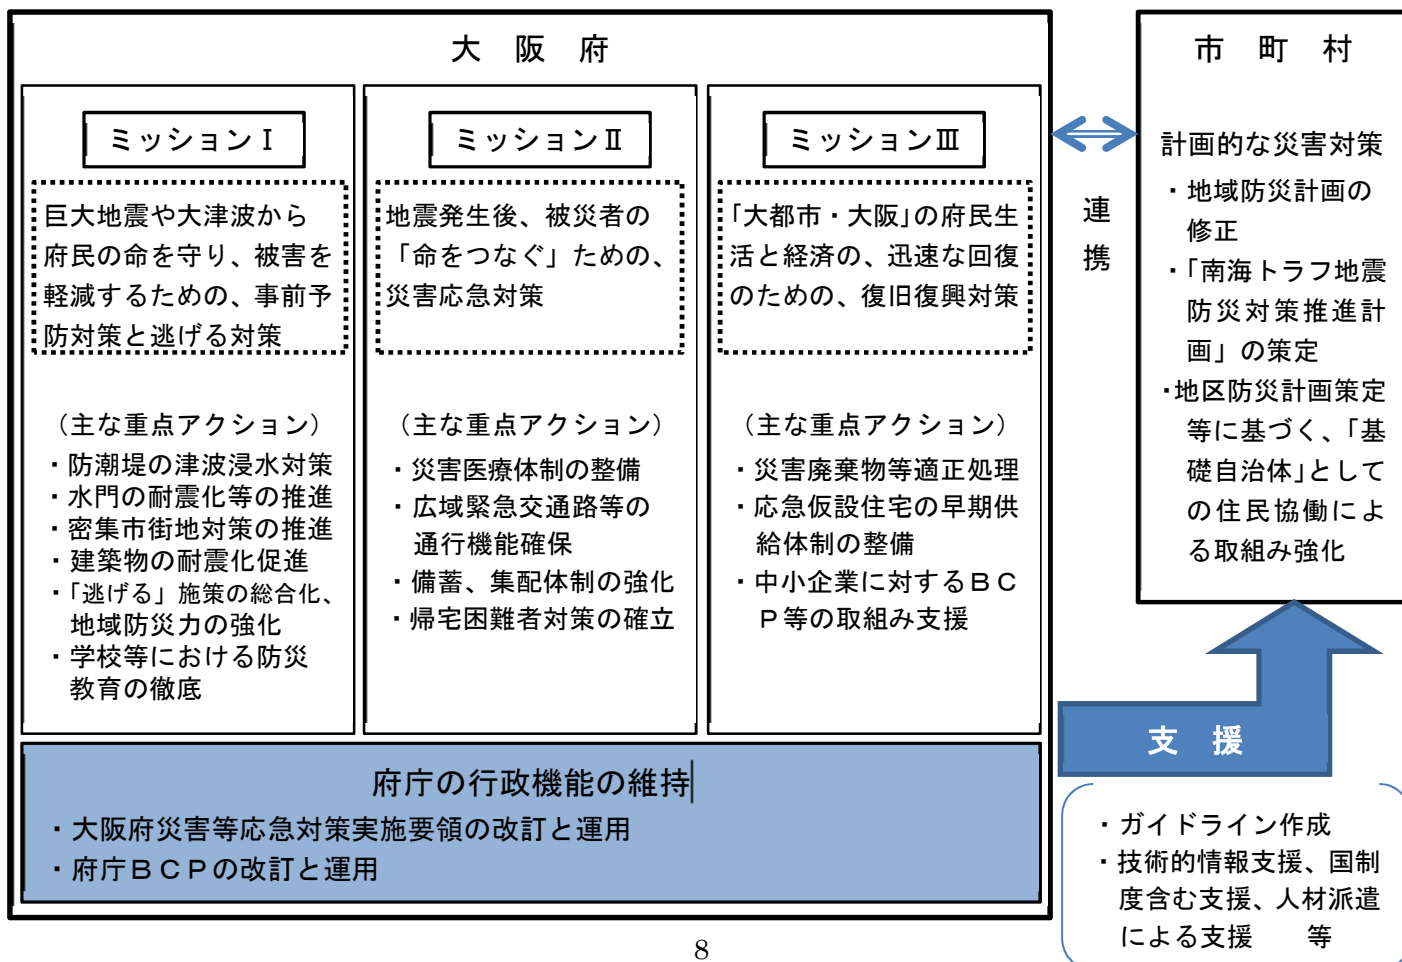 大　阪　府
ミッションⅠ
巨大地震や大津波から
府民の命を守り、被害を
軽減するための、事前予
防対策と逃げる対策
（主な重点アクション）
・防潮堤の津波浸水対策
・水門の耐震化等の推進
・密集市街地対策の推進
・建築物の耐震化促進
・「逃げる」施策の総合化、
地域防災力の強化
・学校等における防災
教育の徹底
ミッションⅡ
地震発生後、被災者の
「命をつなぐ」ための、
災害応急対策
（主な重点アクション）
・災害医療体制の整備
・広域緊急交通路等の
通行機能確保
・備蓄、集配体制の強化
・帰宅困難者対策の確立
ミッションⅢ
「大都市・大阪」の府民生
活と経済の、迅速な回復
のための、復旧復興対策
（主な重点アクション）
・災害廃棄物等適正処理
・応急仮設住宅の早期供
給体制の整備
・中小企業に対するＢＣ
Ｐ等の取組み支援
府庁の行政機能の維持
・大阪府災害等応急対策実施要領の改訂と運用
・府庁ＢＣＰの改訂と運用
連
携
市　町　村
計画的な災害対策
・地域防災計画の
修正
・「南海トラフ地震
防災対策推進計
画」の策定
・地区防災計画策定
等に基づく、「基
礎自治体」として
の住民協働によ
る取組み強化
支　援
・ガイドライン作成
・技術的情報支援、国制
度含む支援、人材派遣
による支援　　等
8